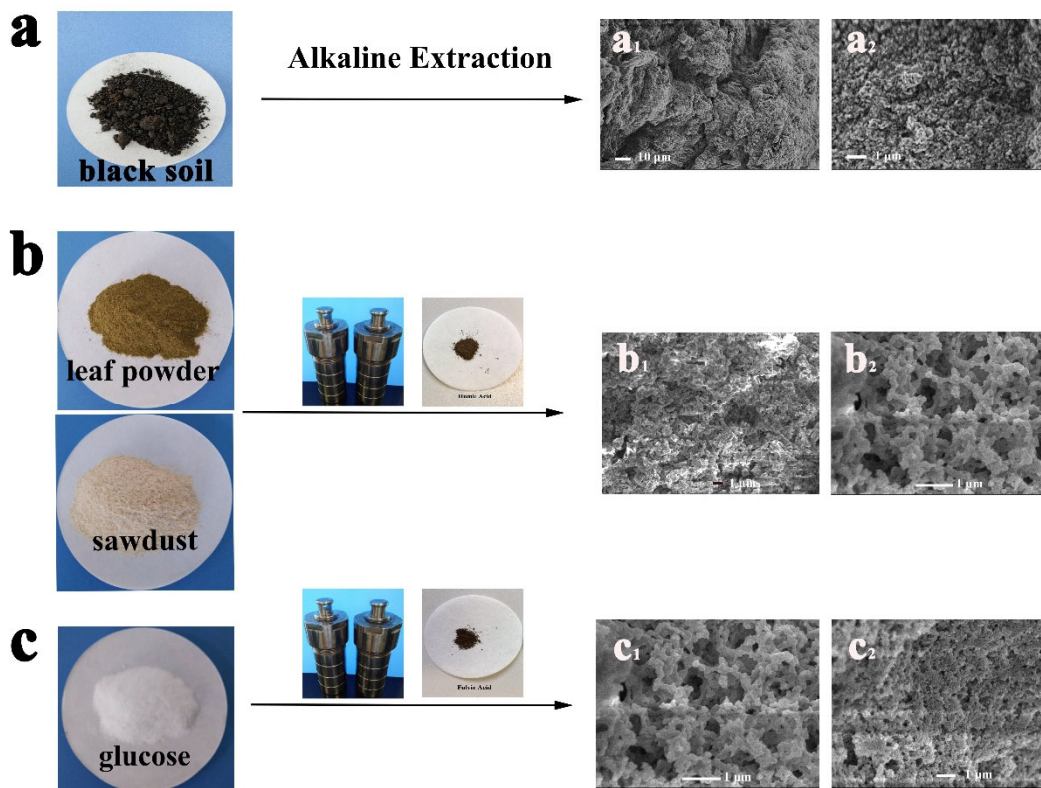 a
black soil
Alkaline Extraction
a₁
10 μm
a₂
1 μm
b
leaf powder
sawdust
Humic Acid
b₁
1 μm
b₂
1 μm
c
glucose
Fulvic Acid
c₁
1 μm
c₂
1 μm